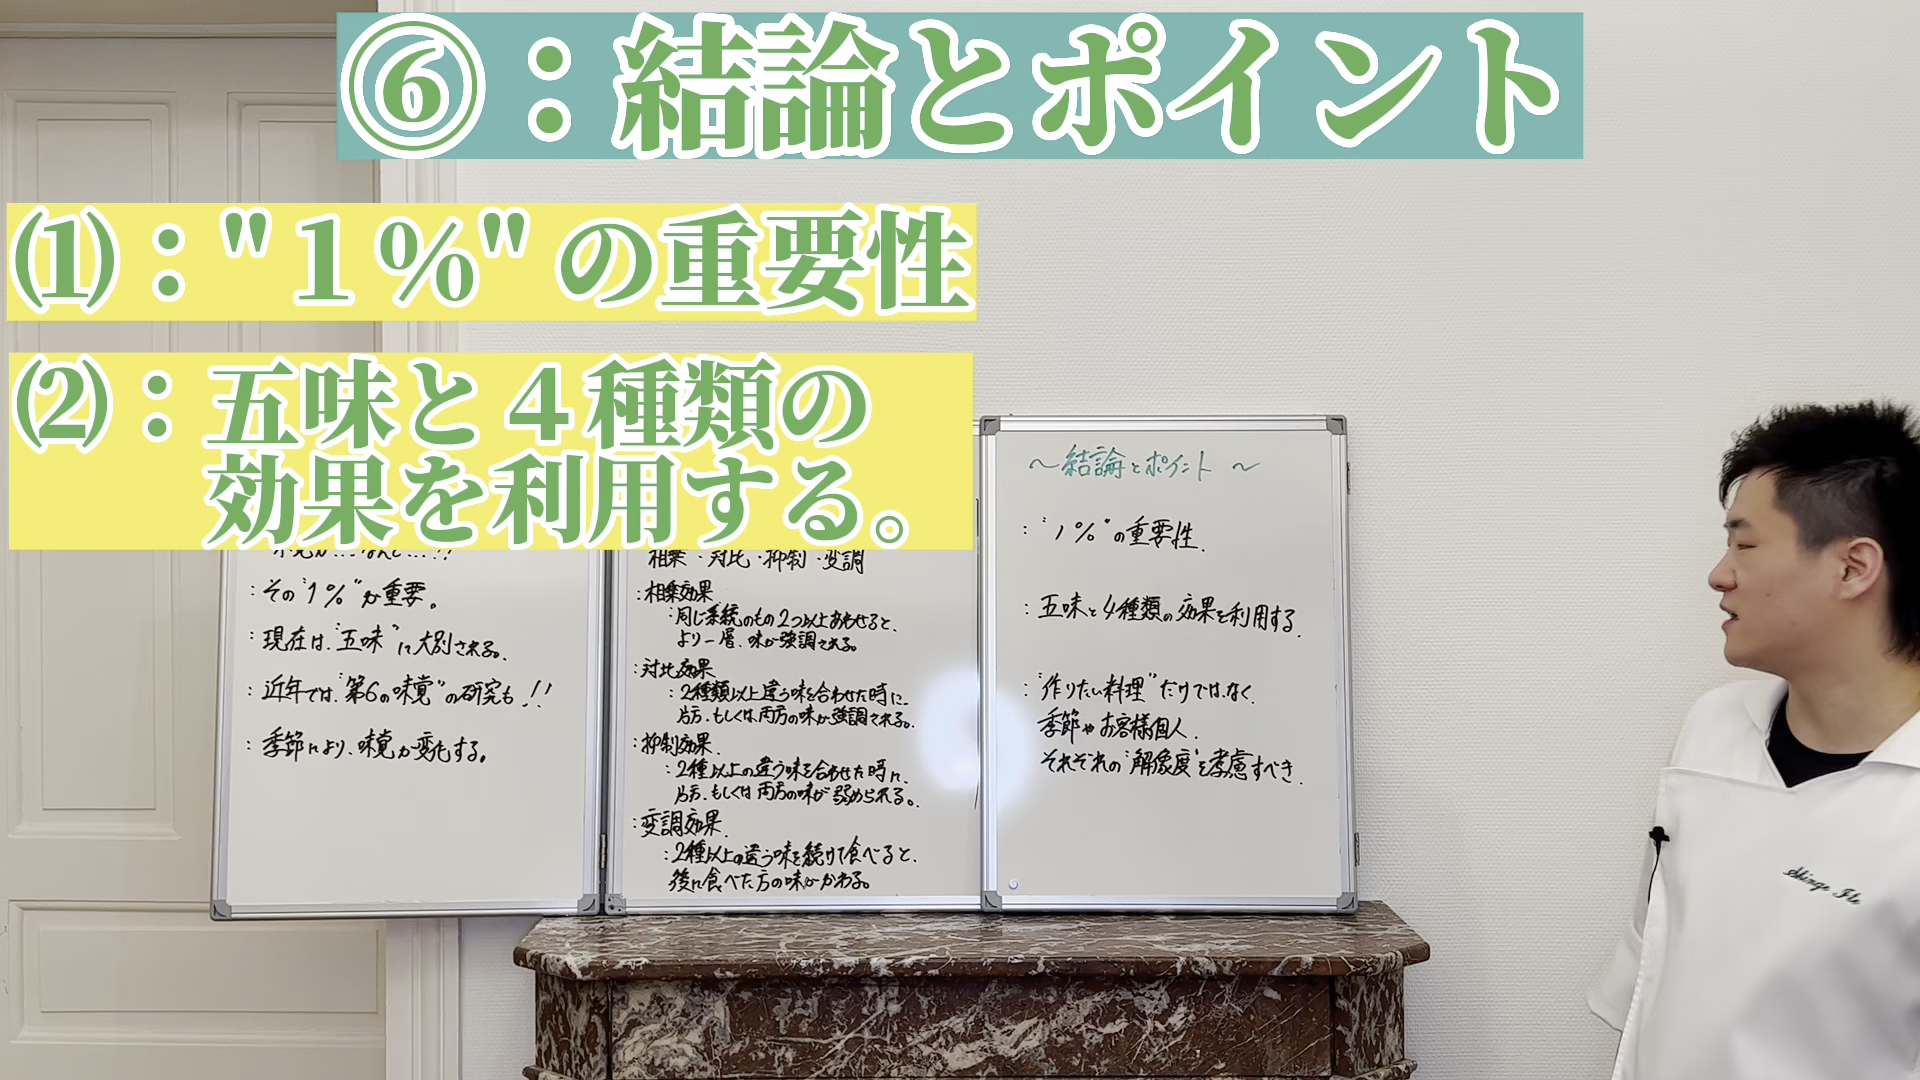 ⑥：結論とポイント
(1)："１％"の重要性
(2)：五味と４種類の
効果を利用する。
：その"1％"が重要。
：現在は、"五味"に大別される。
：近年では、"第6の味覚"の研究も!!
：季節により、味覚が変化する。
相乗・対比・抑制・変調
：相乗効果
：同じ系統のもの2つ以上あわせると、
より一層、味が強調される。
：対比効果
：2種類以上違う味を合わせた時に、
片方、もしくは、両方の味が強調される。
：抑制効果
：2種以上の違う味を合わせた時に、
片方、もしくは両方の味が弱められる。
：変調効果
：2種以上の違う味を続けて食べると、
後に食べた方の味がかわる。
～結論とポイント～
："1％"の重要性
：五味と4種類の効果を利用する
："作りたい料理"だけではなく、
季節やお客様個人、
それぞれの"解像度"を考慮すべき